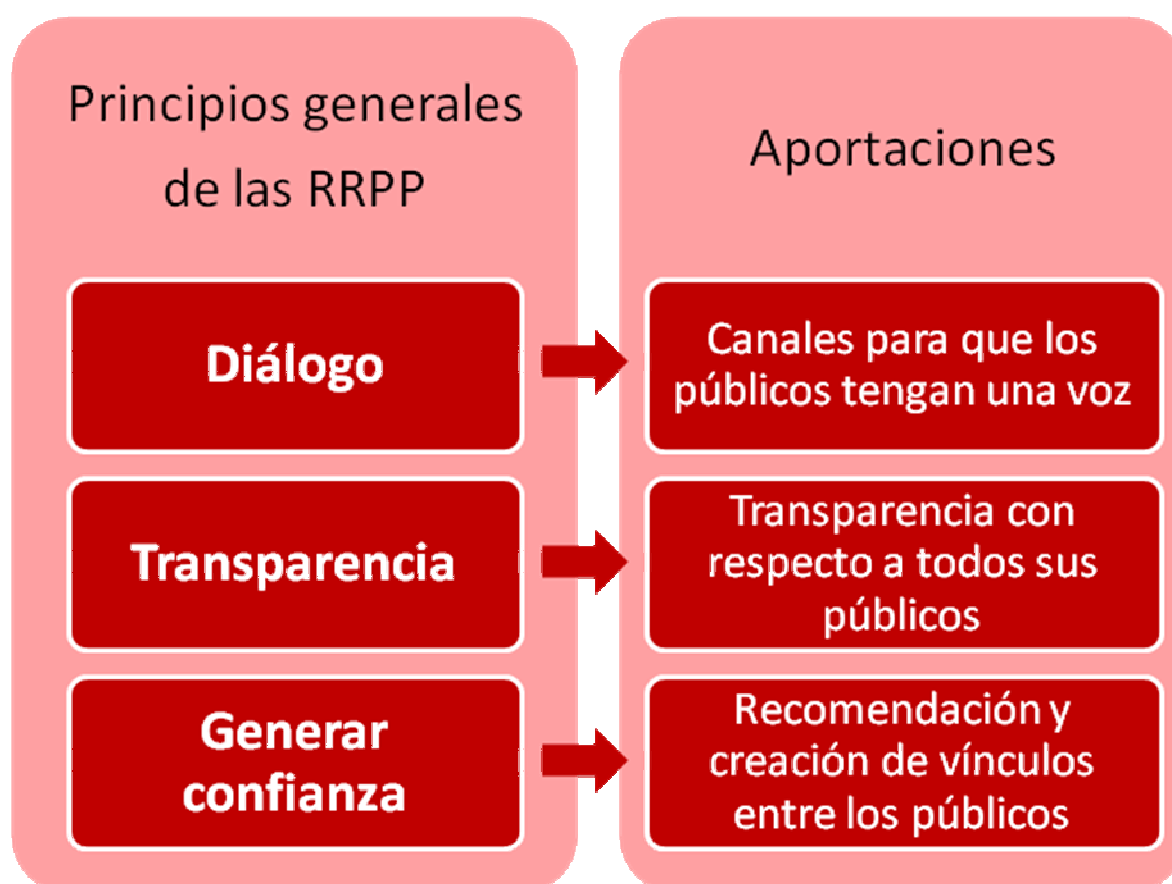 Principios generales
de las RRPP
Aportaciones
Diálogo
Canales para que los
públicos tengan una voz
Transparencia
Transparencia con
respecto a todos sus
públicos
Generar
confianza
Recomendación y
creación de vínculos
entre los públicos